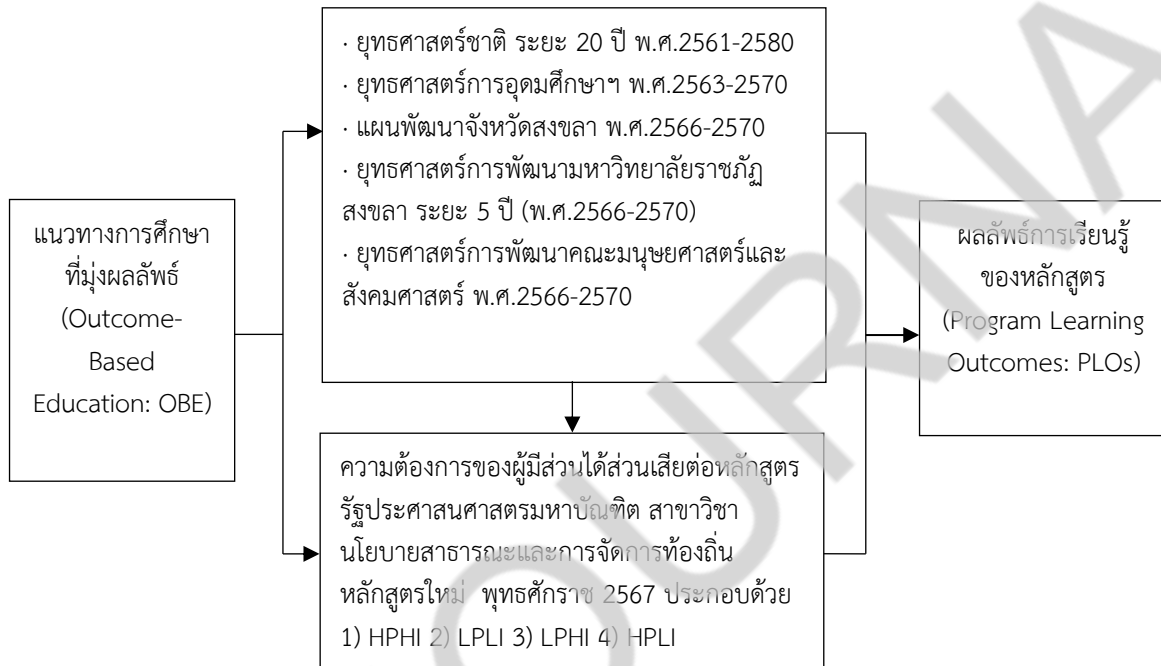 แนวทางการศึกษา
ที่มุ่งผลลัพธ์
(Outcome-
Based
Education: OBE)
· ยุทธศาสตร์ชาติ ระยะ 20 ปี พ.ศ.2561-2580
· ยุทธศาสตร์การอุดมศึกษาฯ พ.ศ.2563-2570
· แผนพัฒนาจังหวัดสงขลา พ.ศ.2566-2570
· ยุทธศาสตร์การพัฒนามหาวิทยาลัยราชภัฏ
สงขลา ระยะ 5 ปี (พ.ศ.2566-2570)
· ยุทธศาสตร์การพัฒนาคณะมนุษยศาสตร์และ
สังคมศาสตร์ พ.ศ.2566-2570
ความต้องการของผู้มีส่วนได้ส่วนเสียต่อหลักสูตร
รัฐประศาสนศาสตรมหาบัณฑิต สาขาวิชา
นโยบายสาธารณะและการจัดการท้องถิ่น
หลักสูตรใหม่ พุทธศักราช 2567 ประกอบด้วย
1) HPHI 2) LPLI 3) LPHI 4) HPLI
ผลลัพธ์การเรียนรู้
ของหลักสูตร
(Program Learning
Outcomes: PLOs)
OURNA